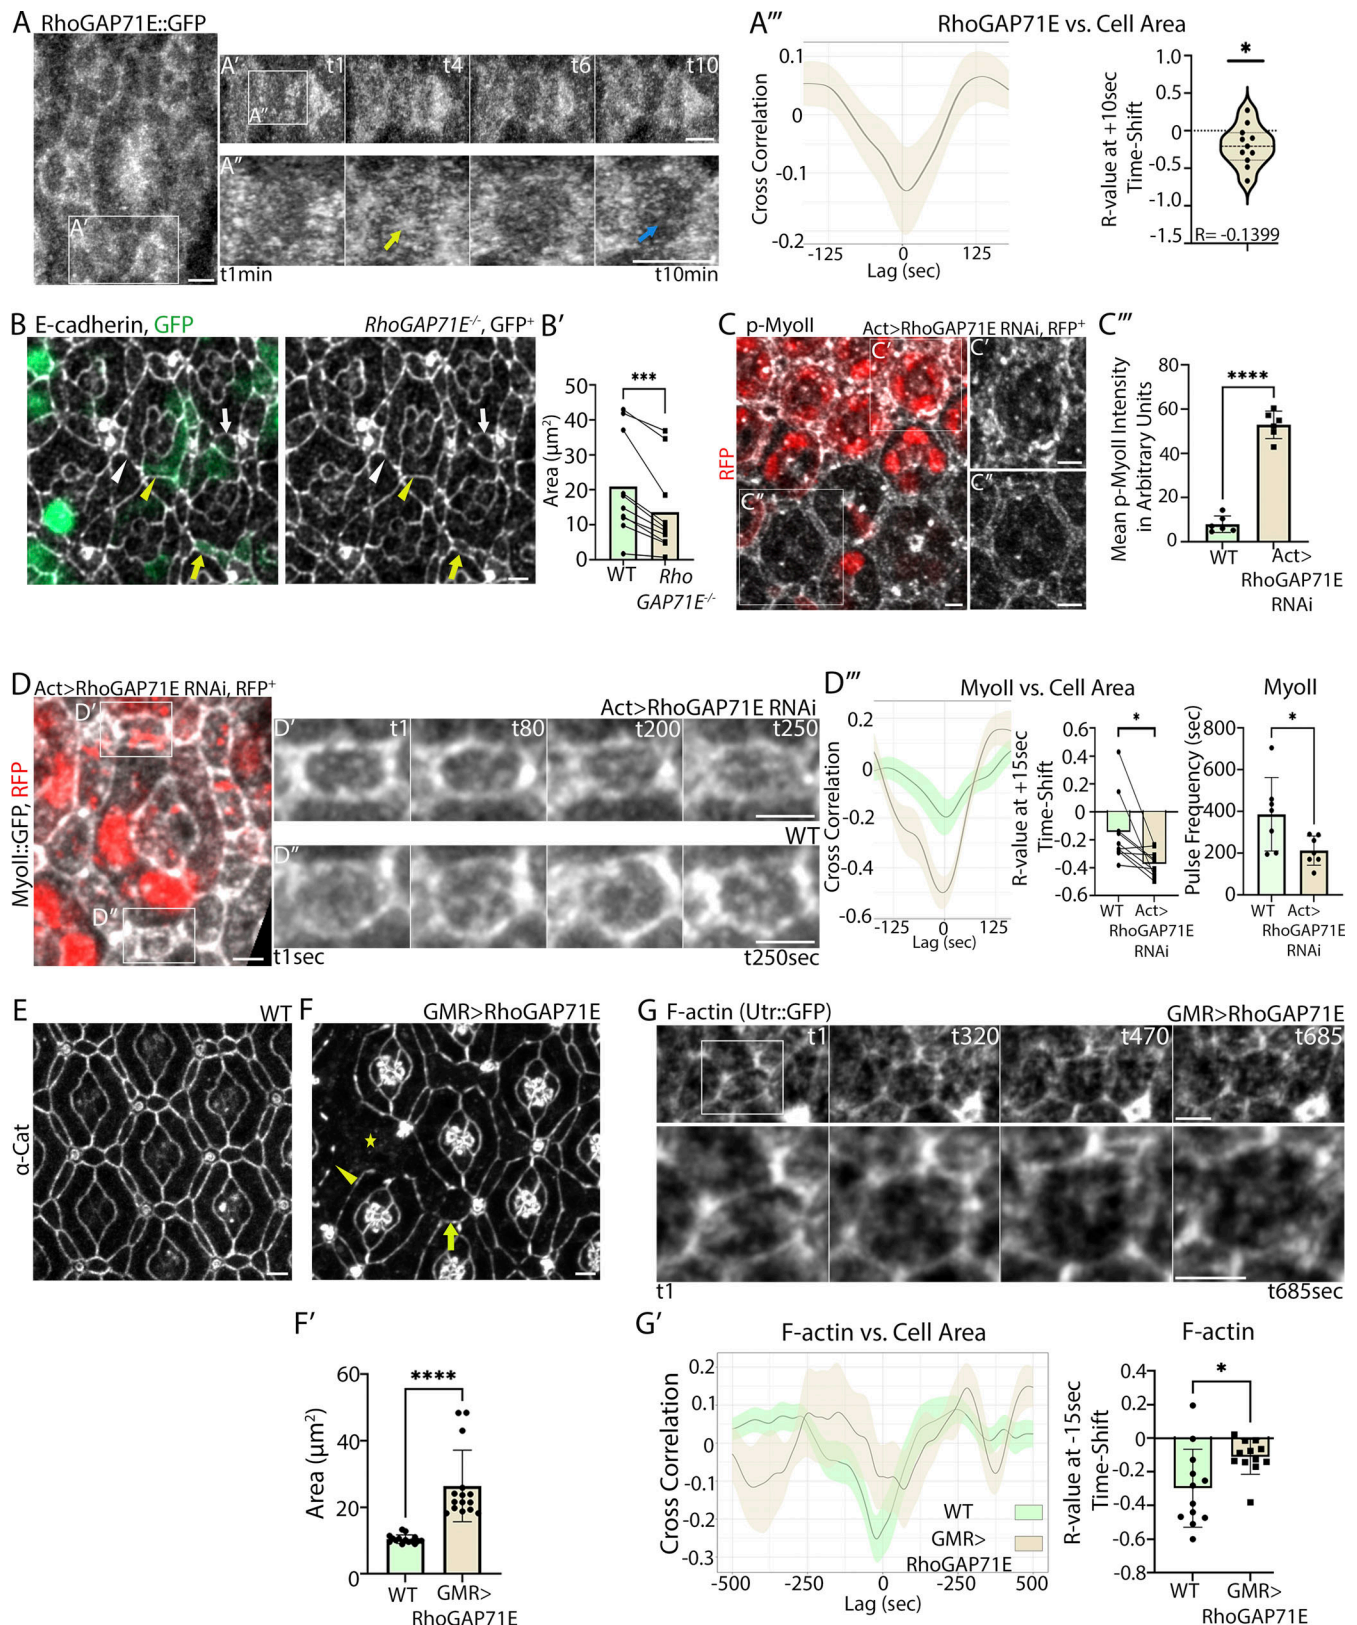 A RhoGAP71E::GFP
A' t1 t4 t6 t10
A"
A'
A"
t1min t10min
A''' RhoGAP71E vs. Cell Area
Cross Correlation
0.1
0
-0.1
-0.2
-125 0 125
Lag (sec)
R-value at +10sec
Time-Shift
1.0
0.5
0
-0.5
-1.0
-1.5
*
R= -0.1399
B E-cadherin, GFP RhoGAP71E-/-, GFP+
B'
Area (µm²)
50
40
30
20
10
0
***
WT Rho
GAP71E-/-
C p-MyoII Act>RhoGAP71E RNAi, RFP+
RFP
C' C'
C" C"
C'''
Mean p-MyoII Intensity
in Arbitrary Units
80
60
40
20
0
****
WT Act>
RhoGAP71E
RNAi
D Act>RhoGAP71E RNAi, RFP+
MyoII::GFP, RFP
D'
D"
Act>RhoGAP71E RNAi
D' t1 t80 t200 t250
WT
D"
t1sec t250sec
D''' MyoII vs. Cell Area
Cross Correlation
0.2
0
-0.2
-0.4
-0.6
-125 0 125
Lag (sec)
R-value at +15sec
Time-Shift
0.6
0.4
0.2
0
-0.2
-0.4
-0.6
*
WT Act>
RhoGAP71E
RNAi
MyoII
Pulse Frequency (sec)
800
600
400
200
0
*
WT Act>
RhoGAP71E
RNAi
E WT
α-Cat
F GMR>RhoGAP71E
G F-actin (Utr::GFP) GMR>RhoGAP71E
t1 t320 t470 t685
t1 t685sec
F'
Area (µm²)
60
40
20
0
****
WT GMR>
RhoGAP71E
G' F-actin vs. Cell Area
Cross Correlation
0.2
0.1
0
-0.1
-0.2
-0.3
-500 -250 0 250 500
Lag (sec)
WT
GMR>
RhoGAP71E
F-actin
R-value at -15sec
Time-Shift
0.4
0.2
0
-0.2
-0.4
-0.6
-0.8
*
WT GMR>
RhoGAP71E